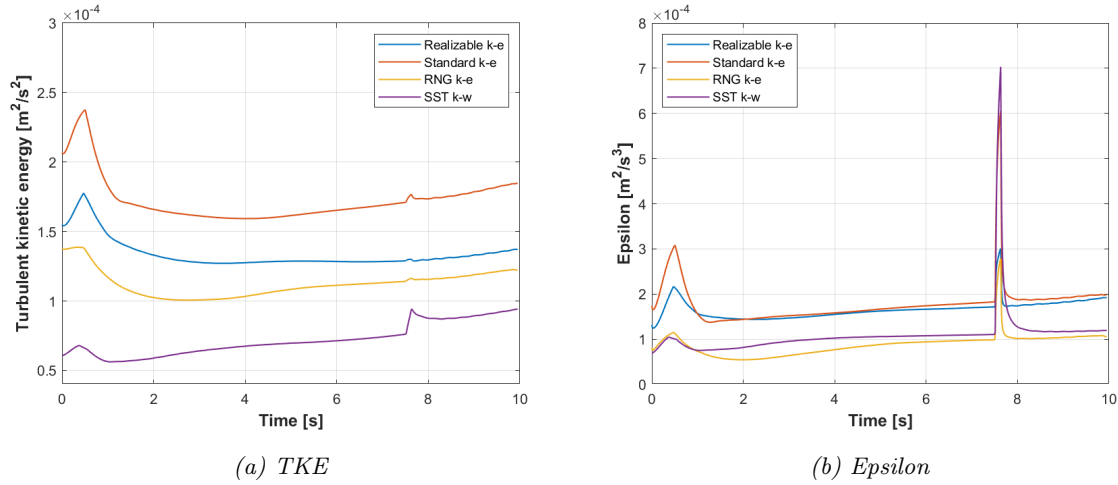 ×10⁻⁴
3
2.5
2
1.5
1
0.5
0 2 4 6 8 10
Turbulent kinetic energy [m²/s²]
Time [s]
Realizable k-e
Standard k-e
RNG k-e
SST k-w
(a) TKE
×10⁻⁴
8
7
6
5
4
3
2
1
0
0 2 4 6 8 10
Epsilon [m²/s³]
Time [s]
Realizable k-e
Standard k-e
RNG k-e
SST k-w
(b) Epsilon